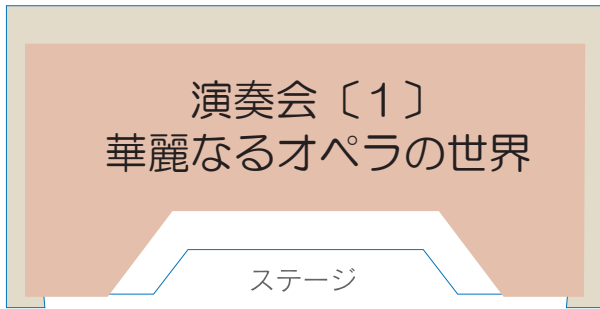 演奏会〔１〕
華麗なるオペラの世界
ステージ